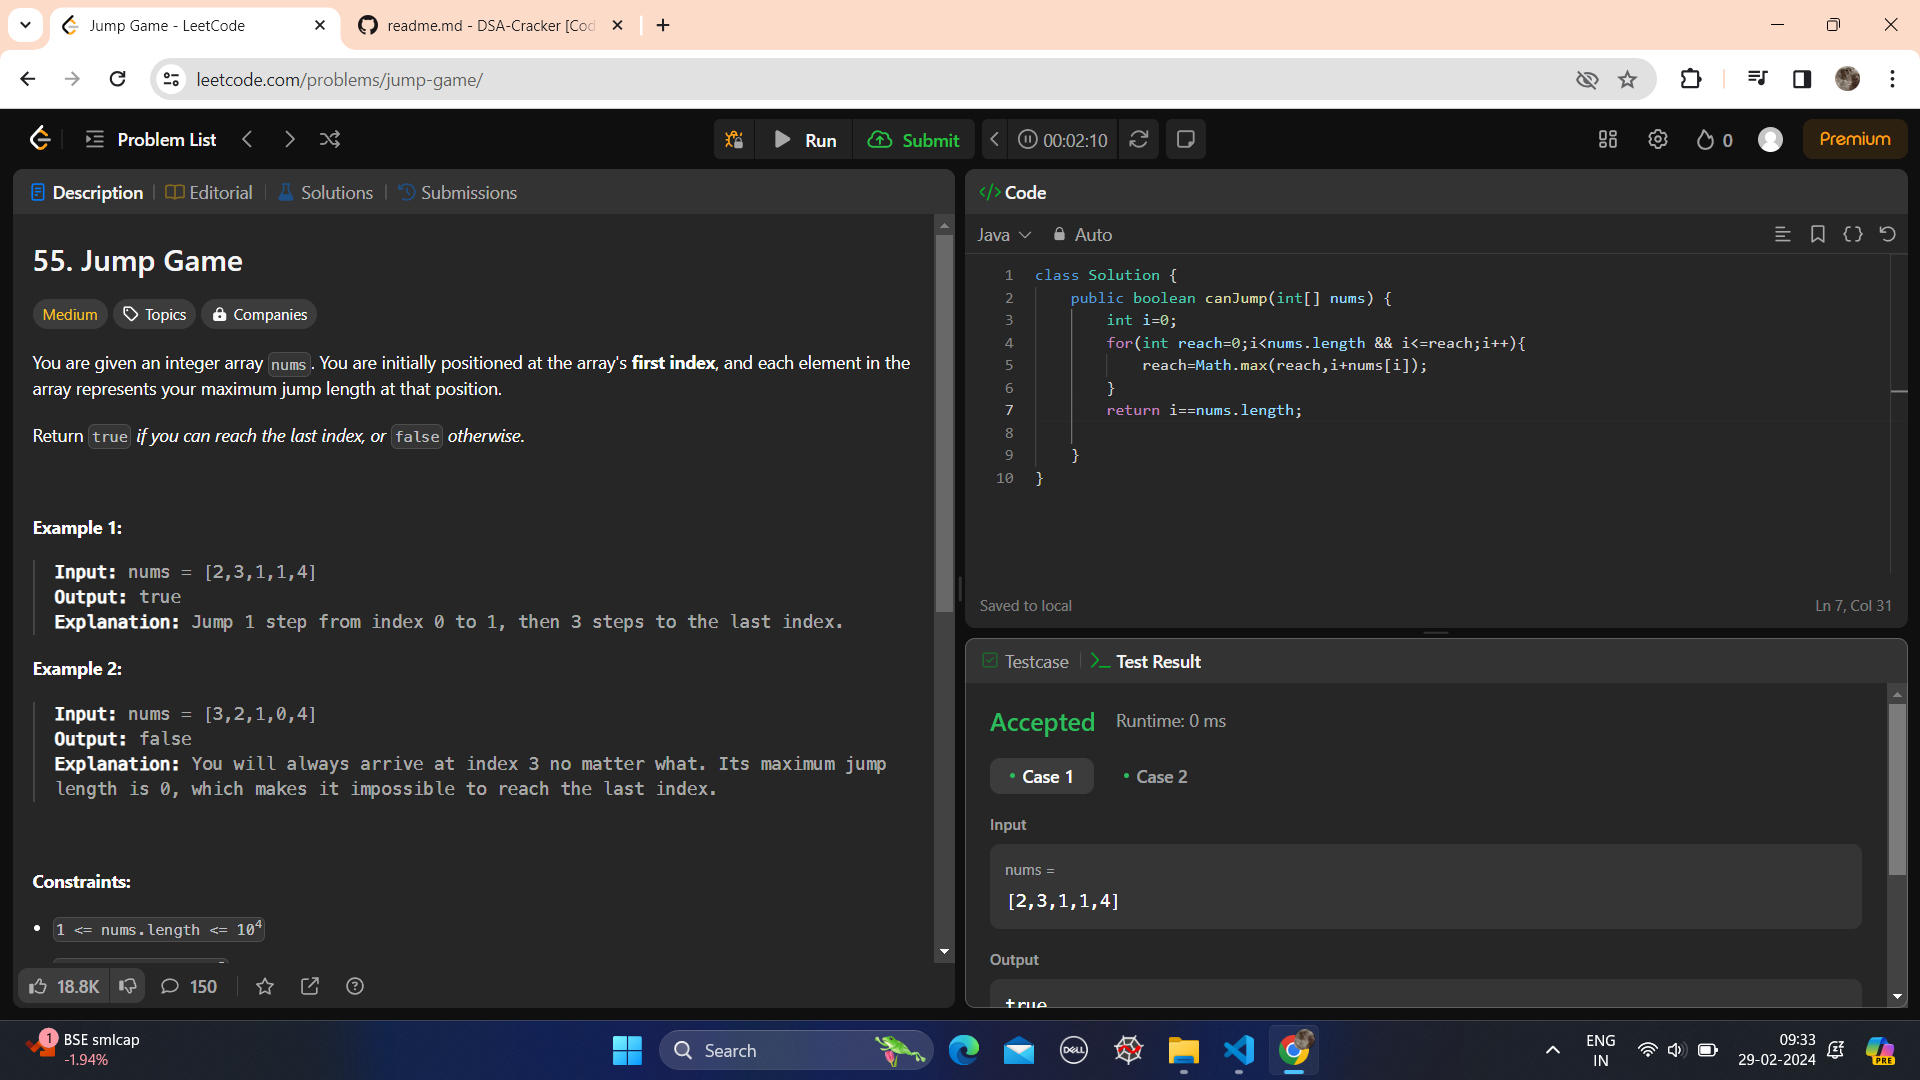 Jump Game - LeetCode
readme.md - DSA-Cracker [Cod
leetcode.com/problems/jump-game/
Problem List
Run
Submit
00:02:10
0
Premium
Description
Editorial
Solutions
Submissions
55. Jump Game
Medium
Topics
Companies
You are given an integer array nums. You are initially positioned at the array's first index, and each element in the
array represents your maximum jump length at that position.
Return true if you can reach the last index, or false otherwise.
Example 1:
Input: nums = [2,3,1,1,4]
Output: true
Explanation: Jump 1 step from index 0 to 1, then 3 steps to the last index.
Example 2:
Input: nums = [3,2,1,0,4]
Output: false
Explanation: You will always arrive at index 3 no matter what. Its maximum jump
length is 0, which makes it impossible to reach the last index.
Constraints:
• 1 <= nums.length <= 10⁴
18.8K
150
Code
Java
Auto
1 class Solution {
2     public boolean canJump(int[] nums) {
3         int i=0;
4         for(int reach=0;i<nums.length && i<=reach;i++){
5             reach=Math.max(reach,i+nums[i]);
6         }
7         return i==nums.length;
8
9     }
10 }
Saved to local
Ln 7, Col 31
Testcase
Test Result
Accepted
Runtime: 0 ms
• Case 1
• Case 2
Input
nums =
[2,3,1,1,4]
Output
true
1
BSE smlcap
-1.94%
Search
DELL
ENG
IN
09:33
29-02-2024
PRE